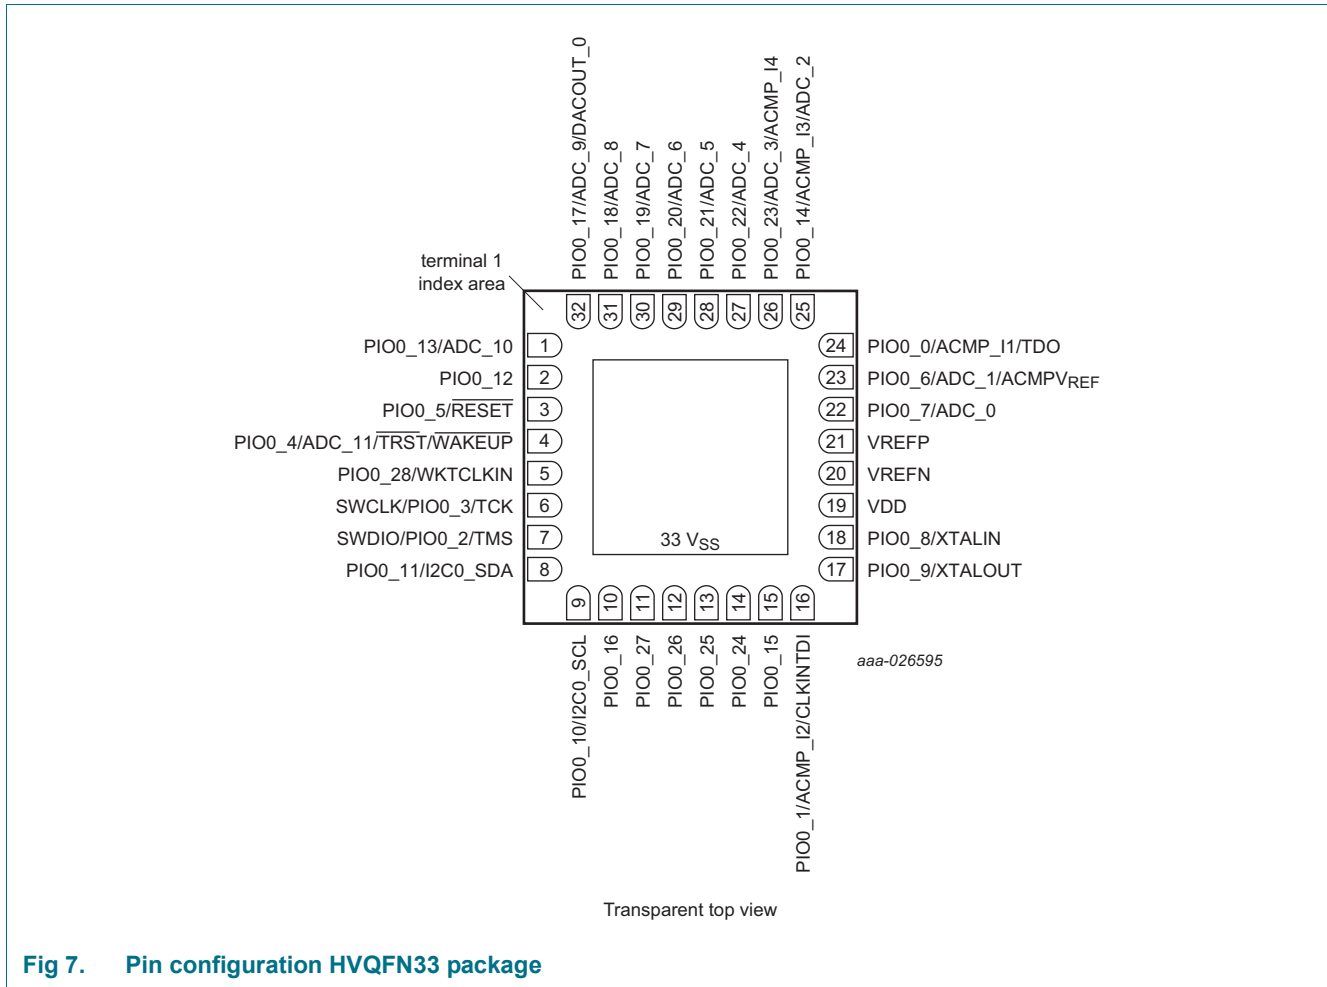 PIO0_17/ADC_9/DACOUT_0
PIO0_18/ADC_8
PIO0_19/ADC_7
PIO0_20/ADC_6
PIO0_21/ADC_5
PIO0_22/ADC_4
PIO0_23/ADC_3/ACMP_I4
PIO0_14/ACMP_I3/ADC_2
terminal 1
index area
32
31
30
29
28
27
26
25
PIO0_13/ADC_10 1
PIO0_12 2
PIO0_5/RESET 3
PIO0_4/ADC_11/TRST/WAKEUP 4
PIO0_28/WKTCLKIN 5
SWCLK/PIO0_3/TCK 6
SWDIO/PIO0_2/TMS 7
PIO0_11/I2C0_SDA 8
24 PIO0_0/ACMP_I1/TDO
23 PIO0_6/ADC_1/ACMPVREF
22 PIO0_7/ADC_0
21 VREFP
20 VREFN
19 VDD
18 PIO0_8/XTALIN
17 PIO0_9/XTALOUT
33 VSS
9
10
11
12
13
14
15
16
PIO0_10/I2C0_SCL
PIO0_16
PIO0_27
PIO0_26
PIO0_25
PIO0_24
PIO0_15
PIO0_1/ACMP_I2/CLKINTDI
aaa-026595
Transparent top view
Fig 7. Pin configuration HVQFN33 package